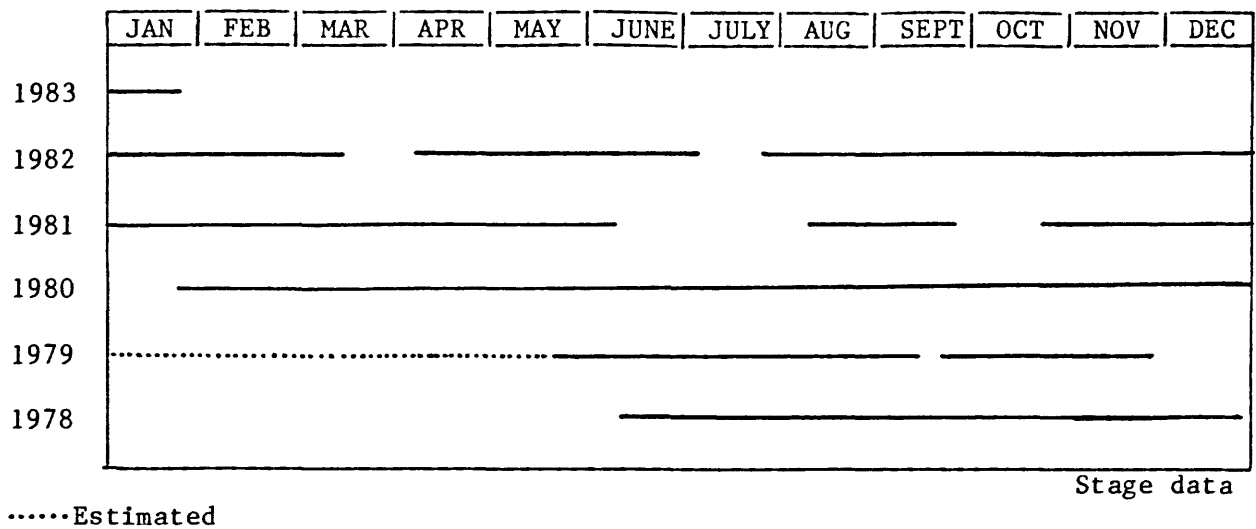 JAN FEB MAR APR MAY JUNE JULY AUG SEPT OCT NOV DEC
1983
1982
1981
1980
1979
1978
Stage data
......Estimated